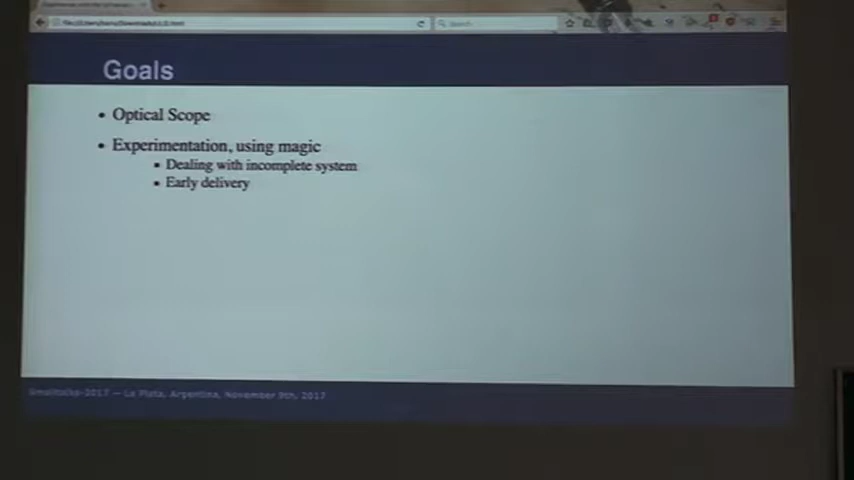 Search
Goals
• Optical Scope
• Experimentation, using magic
▪ Dealing with incomplete system
▪ Early delivery
Smalltalks-2017 — La Plata, Argentina, November 9th, 2017